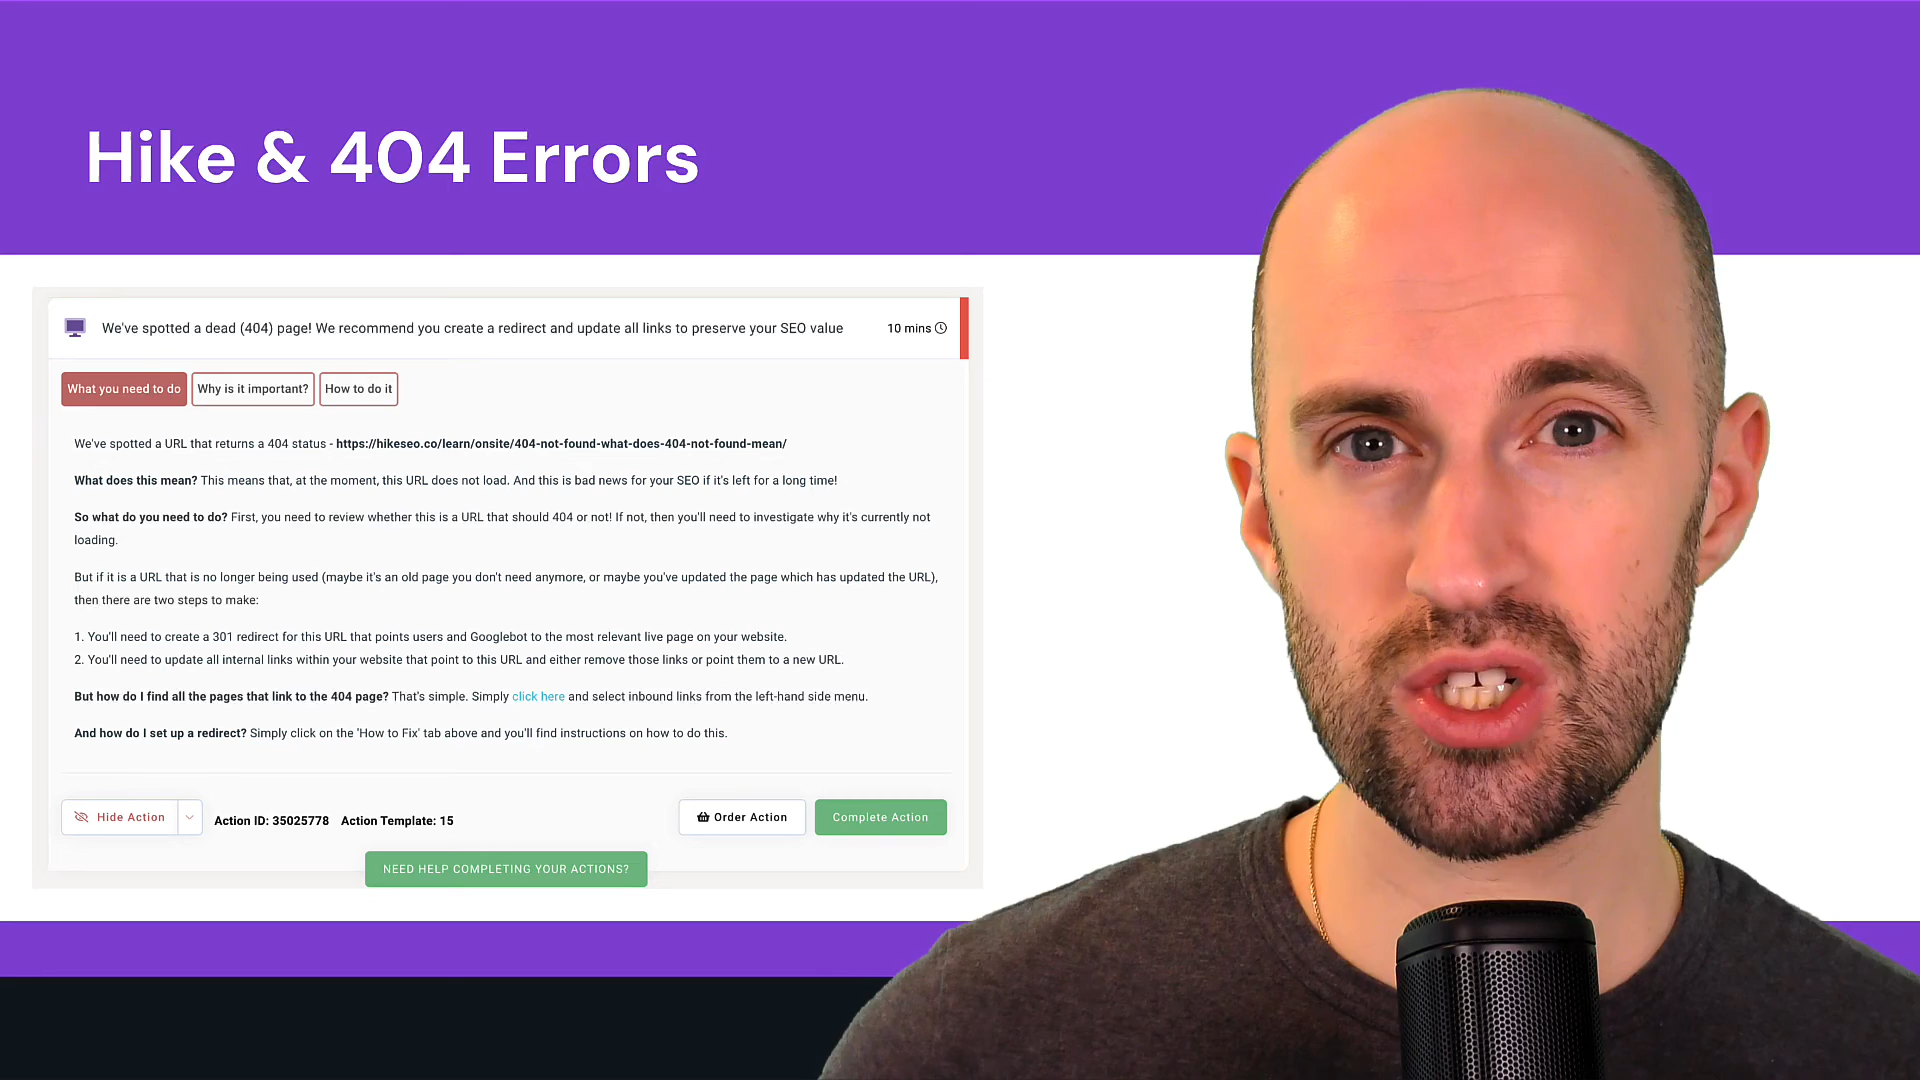 Hike & 404 Errors
We've spotted a dead (404) page! We recommend you create a redirect and update all links to preserve your SEO value
10 mins
What you need to do
Why is it important?
How to do it
We've spotted a URL that returns a 404 status - https://hikeseo.co/learn/onsite/404-not-found-what-does-404-not-found-mean/
What does this mean? This means that, at the moment, this URL does not load. And this is bad news for your SEO if it's left for a long time!
So what do you need to do? First, you need to review whether this is a URL that should 404 or not! If not, then you'll need to investigate why it's currently not
loading.
But if it is a URL that is no longer being used (maybe it's an old page you don't need anymore, or maybe you've updated the page which has updated the URL),
then there are two steps to make:
1. You'll need to create a 301 redirect for this URL that points users and Googlebot to the most relevant live page on your website.
2. You'll need to update all internal links within your website that point to this URL and either remove those links or point them to a new URL.
But how do I find all the pages that link to the 404 page? That's simple. Simply click here and select inbound links from the left-hand side menu.
And how do I set up a redirect? Simply click on the 'How to Fix' tab above and you'll find instructions on how to do this.
Hide Action
Action ID: 35025778 Action Template: 15
Order Action
Complete Action
NEED HELP COMPLETING YOUR ACTIONS?